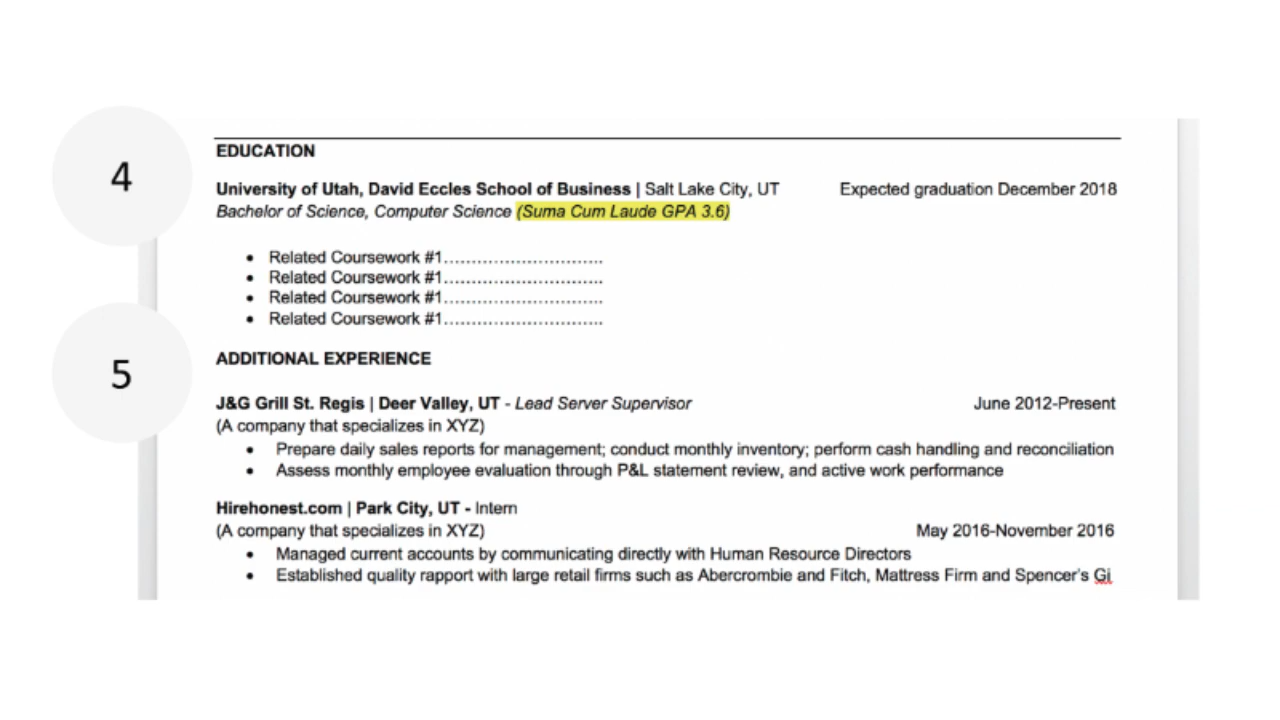 4
EDUCATION
University of Utah, David Eccles School of Business | Salt Lake City, UT Expected graduation December 2018
Bachelor of Science, Computer Science (Suma Cum Laude GPA 3.6)
• Related Coursework #1................................
• Related Coursework #1................................
• Related Coursework #1................................
• Related Coursework #1................................
5
ADDITIONAL EXPERIENCE
J&G Grill St. Regis | Deer Valley, UT - Lead Server Supervisor June 2012-Present
(A company that specializes in XYZ)
• Prepare daily sales reports for management; conduct monthly inventory; perform cash handling and reconciliation
• Assess monthly employee evaluation through P&L statement review, and active work performance
Hirehonest.com | Park City, UT - Intern
(A company that specializes in XYZ) May 2016-November 2016
• Managed current accounts by communicating directly with Human Resource Directors
• Established quality rapport with large retail firms such as Abercrombie and Fitch, Mattress Firm and Spencer's Gi